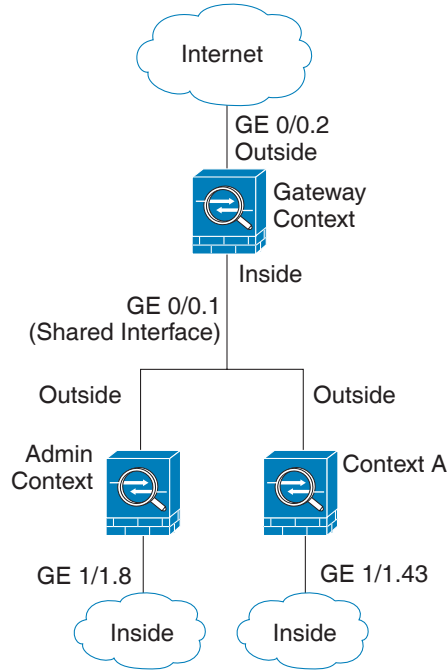 Internet
GE 0/0.2
Outside
Gateway
Context
Inside
GE 0/0.1
(Shared Interface)
Outside
Outside
Admin
Context
Context A
GE 1/1.8
GE 1/1.43
Inside
Inside